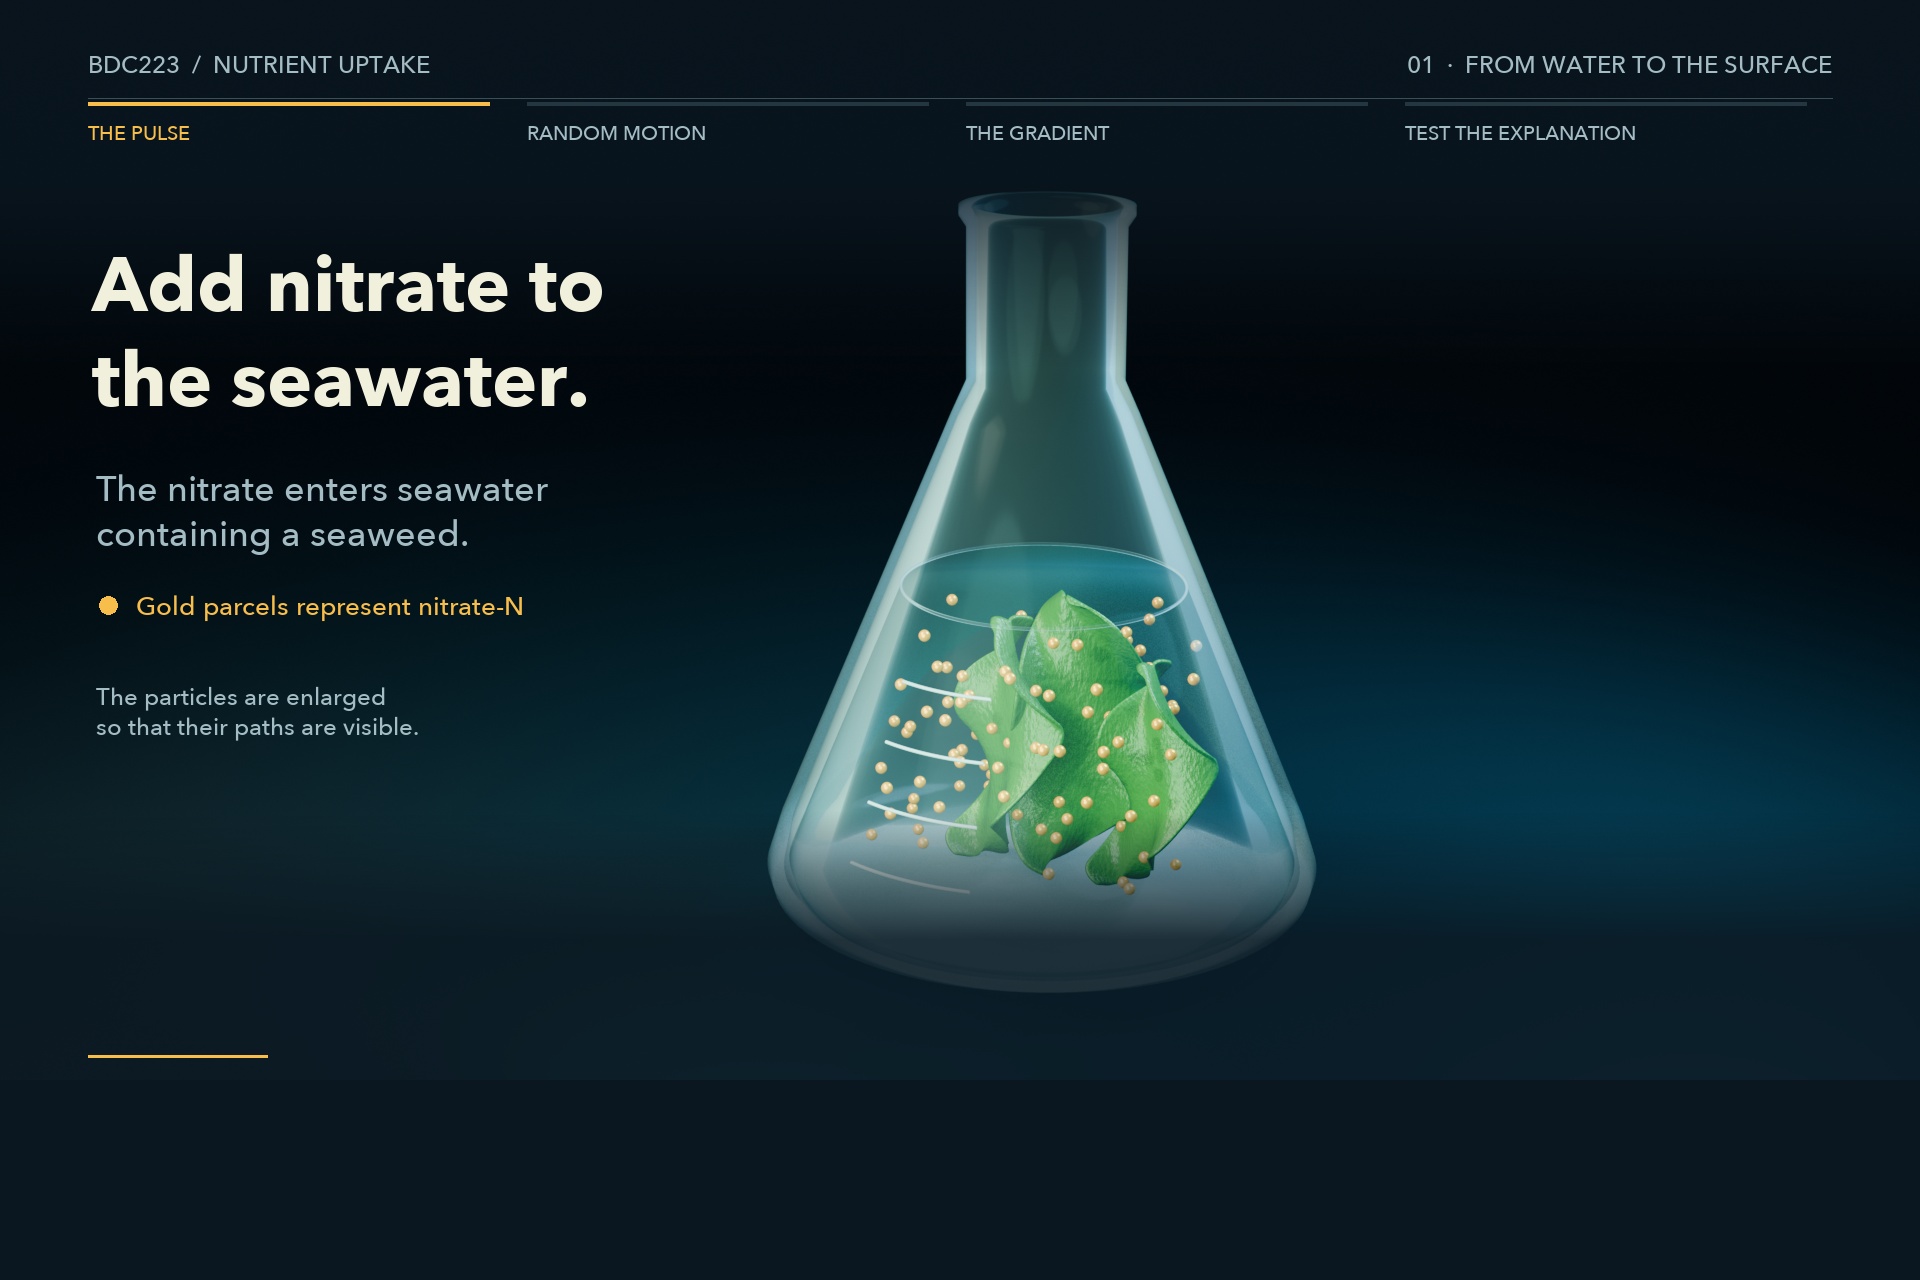 BDC223 / NUTRIENT UPTAKE
01 · FROM WATER TO THE SURFACE
THE PULSE
RANDOM MOTION
THE GRADIENT
TEST THE EXPLANATION
Add nitrate to
the seawater.
The nitrate enters seawater
containing a seaweed.
Gold parcels represent nitrate-N
The particles are enlarged
so that their paths are visible.